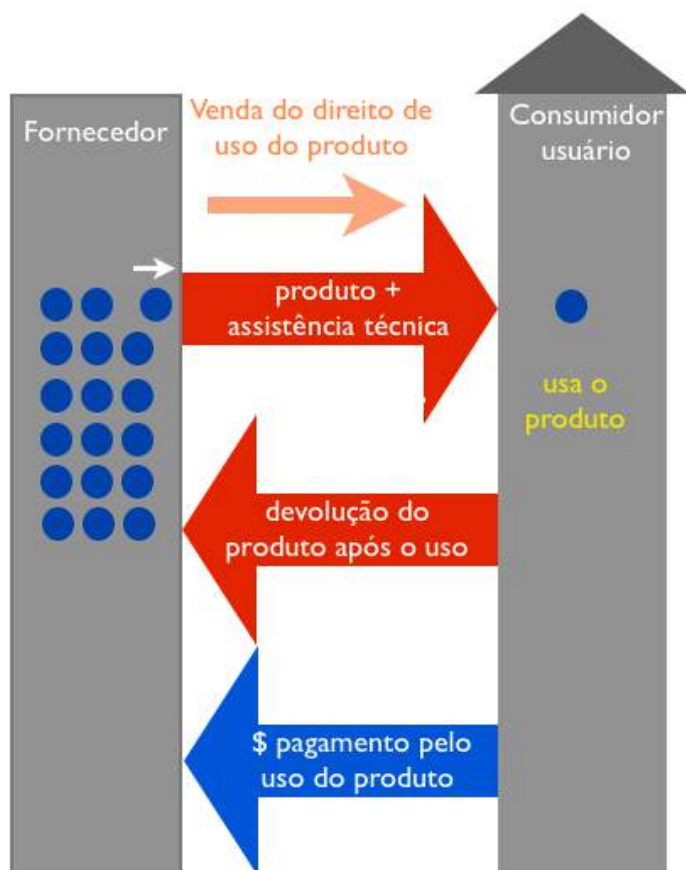 Fornecedor
Venda do direito de
uso do produto
Consumidor
usuário
produto +
assistência técnica
usa o
produto
devolução do
produto após o uso
$ pagamento pelo
uso do produto